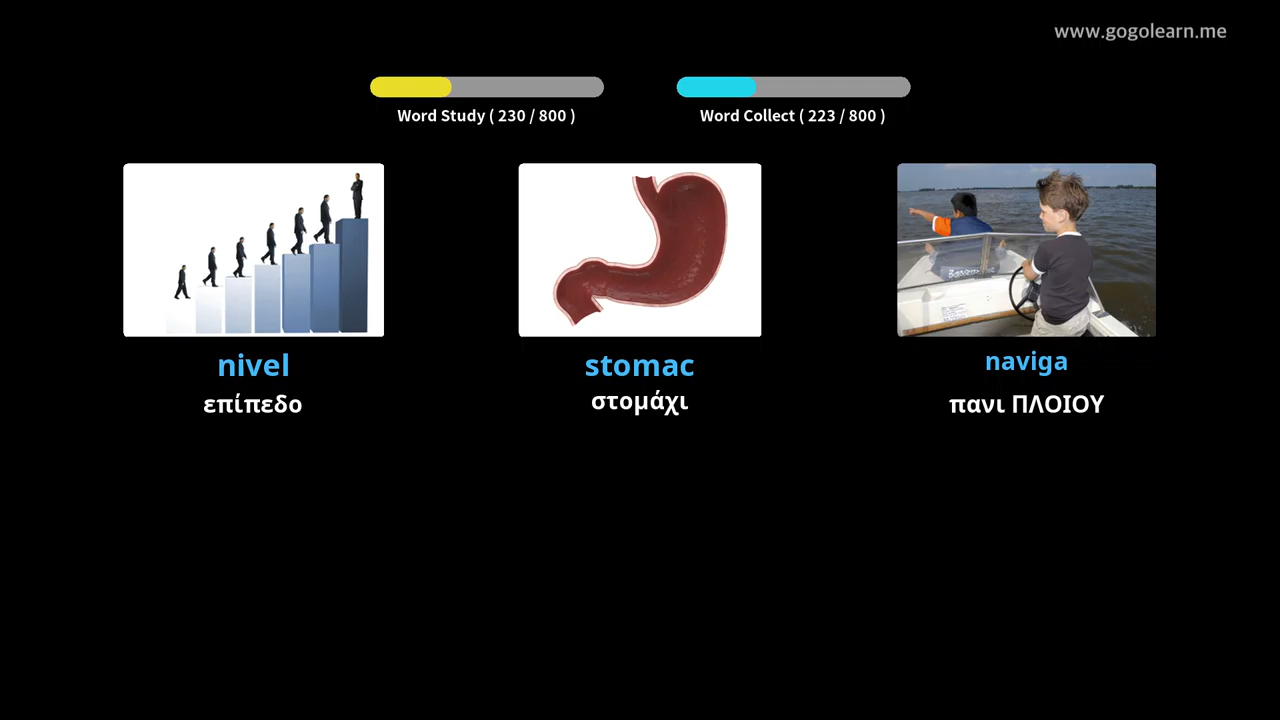 www.gogolearn.me
Word Study ( 230 / 800 )
Word Collect ( 223 / 800 )
nivel
επίπεδο
stomac
στομάχι
naviga
πανι ΠΛΟΙΟΥ